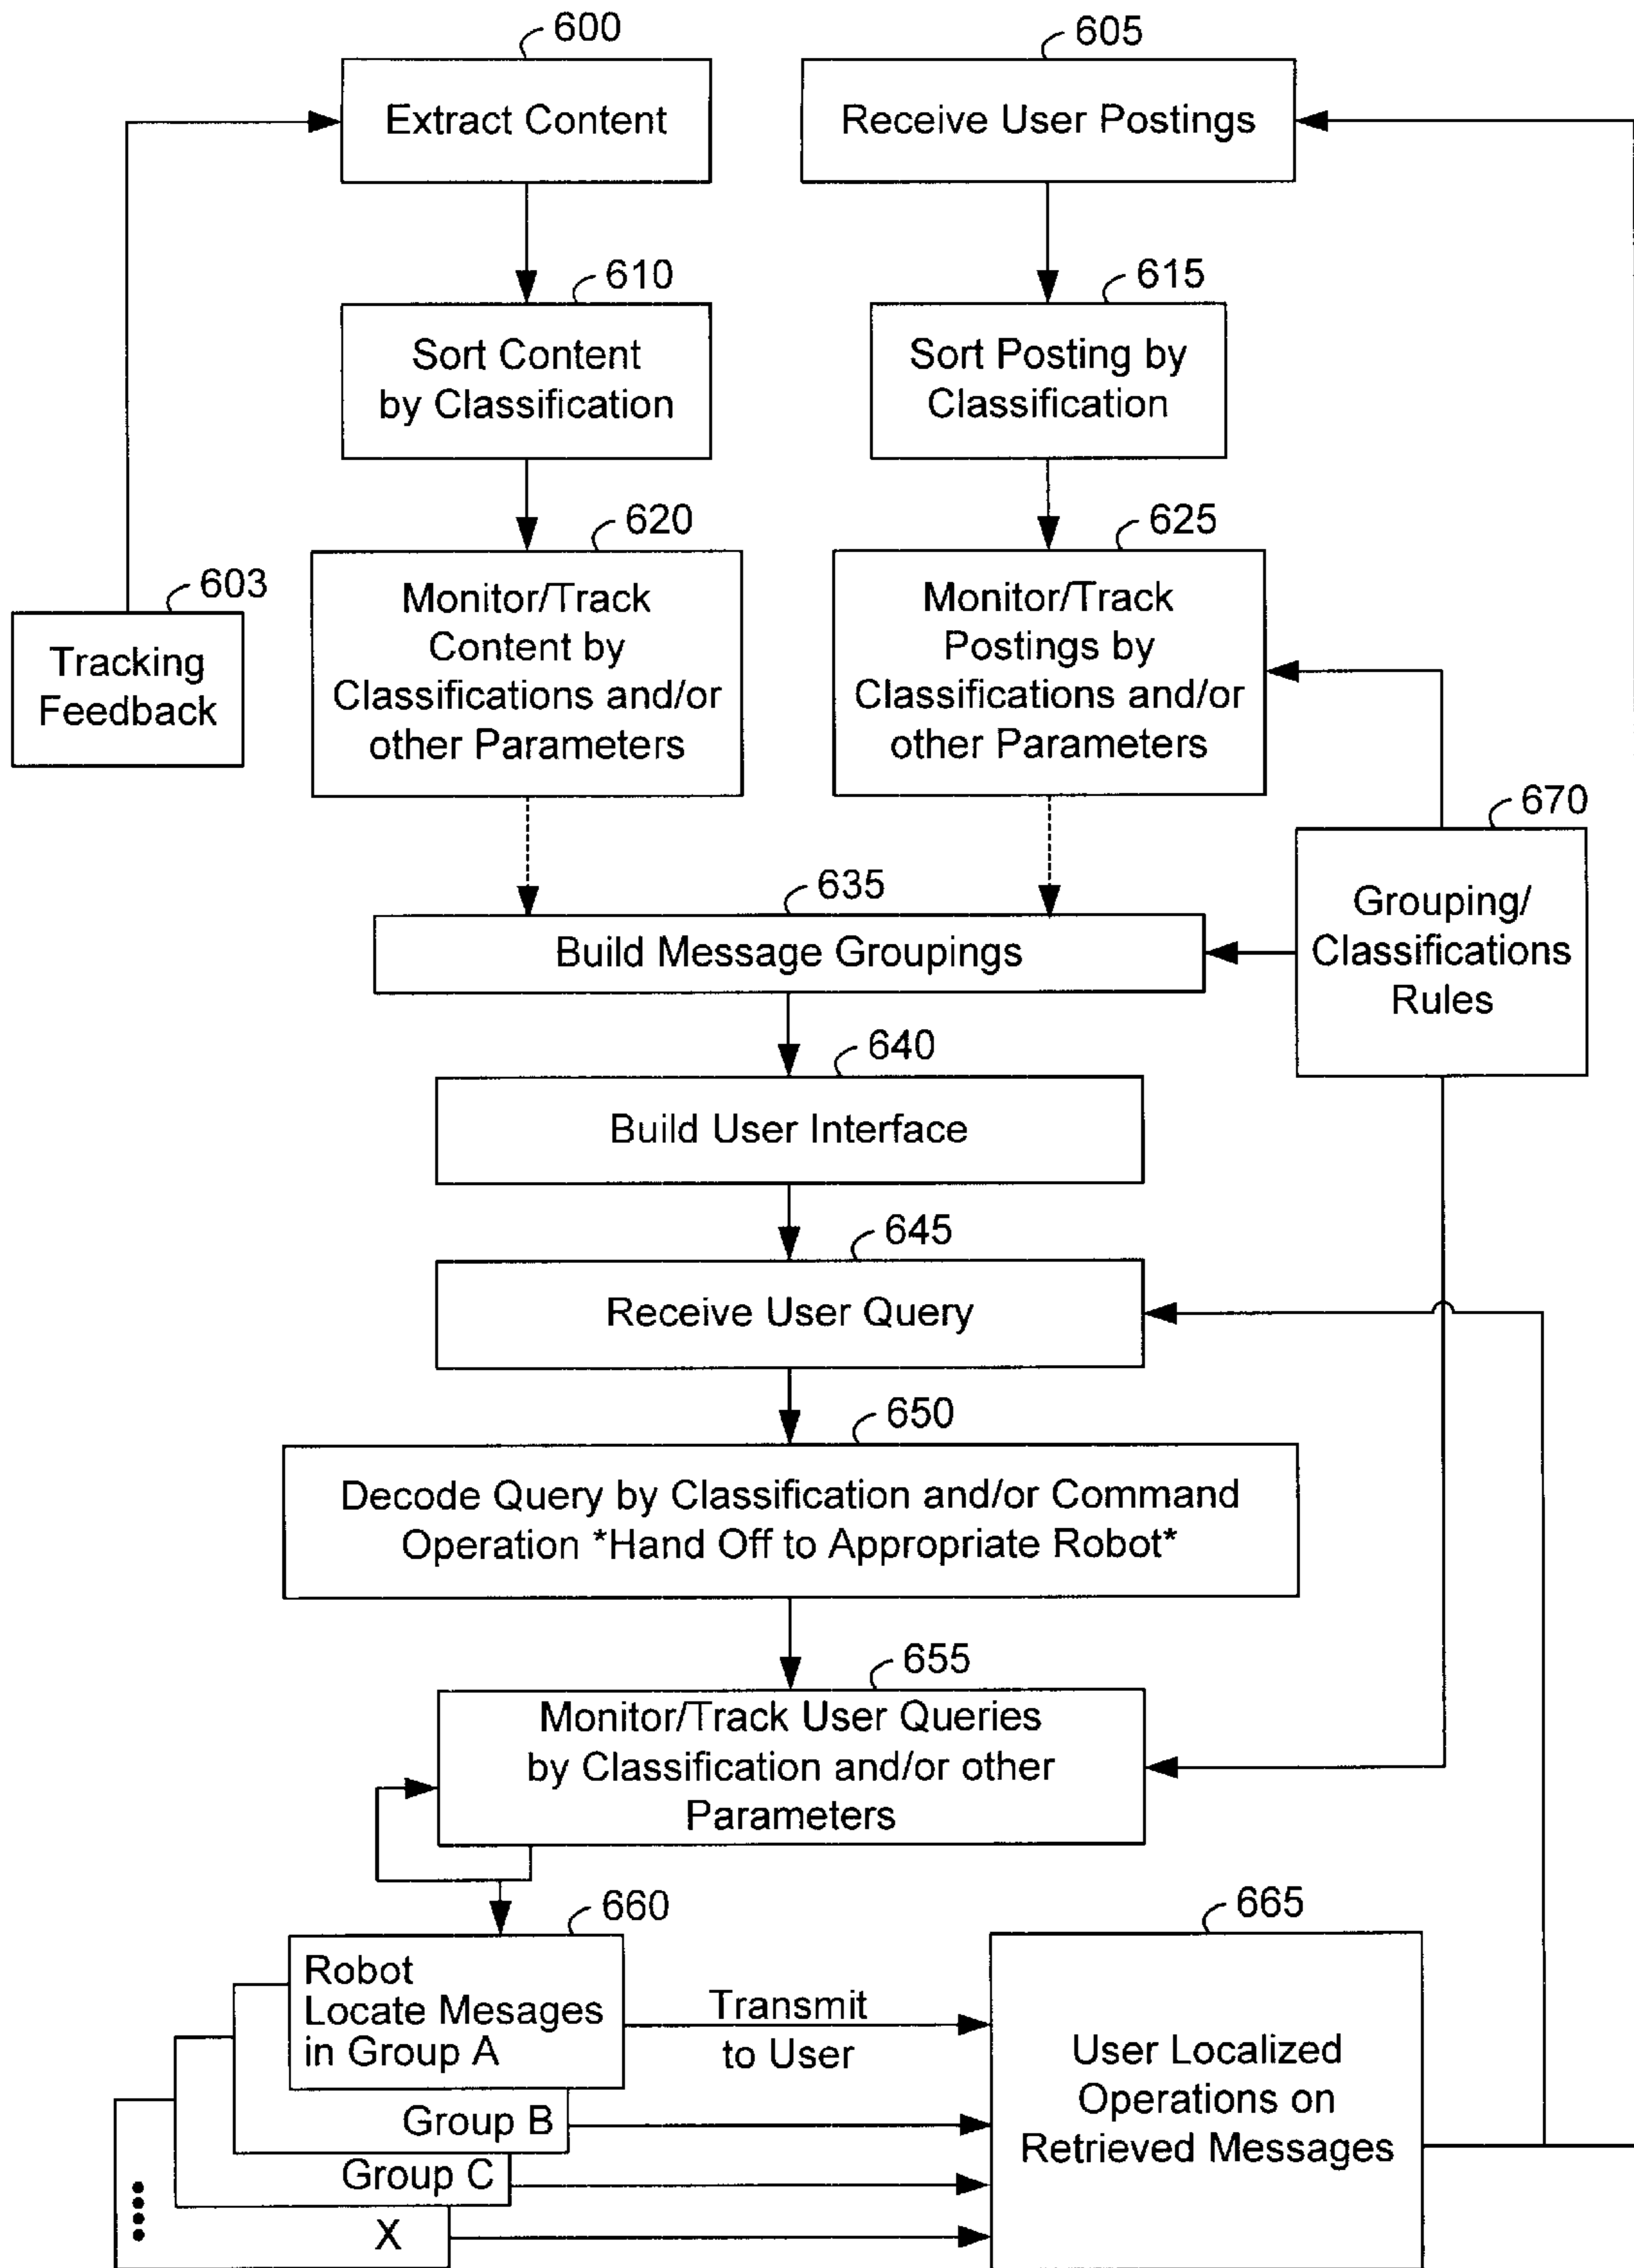 600
Extract Content
605
Receive User Postings
610
Sort Content
by Classification
615
Sort Posting by
Classification
620
Monitor/Track
Content by
Classifications and/or
other Parameters
625
Monitor/Track
Postings by
Classifications and/or
other Parameters
603
Tracking
Feedback
670
Grouping/
Classifications
Rules
635
Build Message Groupings
640
Build User Interface
645
Receive User Query
650
Decode Query by Classification and/or Command
Operation *Hand Off to Appropriate Robot*
655
Monitor/Track User Queries
by Classification and/or other
Parameters
660
Robot
Locate Mesages
in Group A
Group B
Group C
X
Transmit
to User
665
User Localized
Operations on
Retrieved Messages